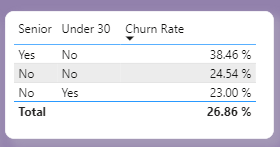 Senior Under 30 Churn Rate
Yes No 38.46 %
No No 24.54 %
No Yes 23.00 %
Total 26.86 %